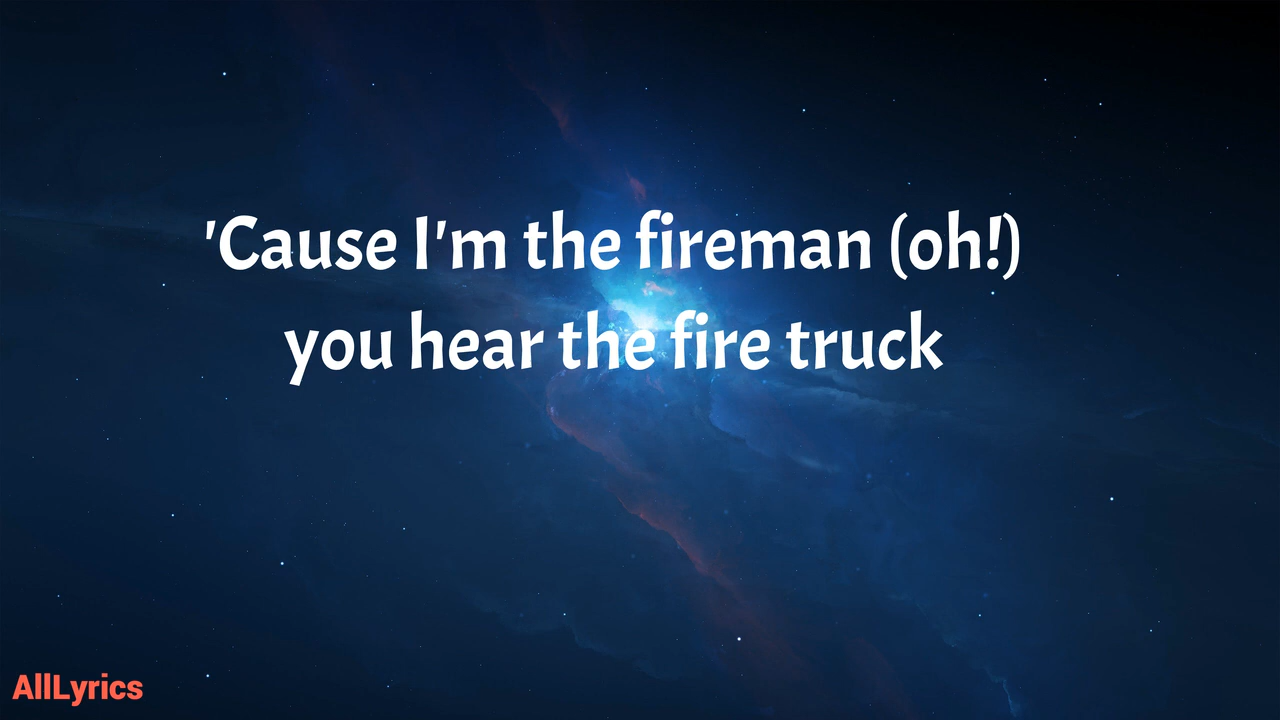 'Cause I'm the fireman (oh!)
you hear the fire truck
AllLyrics